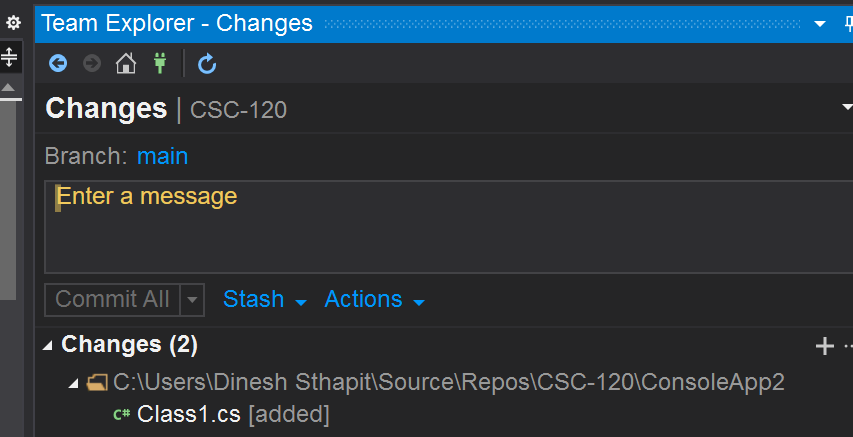 Team Explorer - Changes
Changes | CSC-120
Branch: main
Enter a message
Commit All Stash Actions
Changes (2)
C:\Users\Dinesh Sthapit\Source\Repos\CSC-120\ConsoleApp2
C# Class1.cs [added]